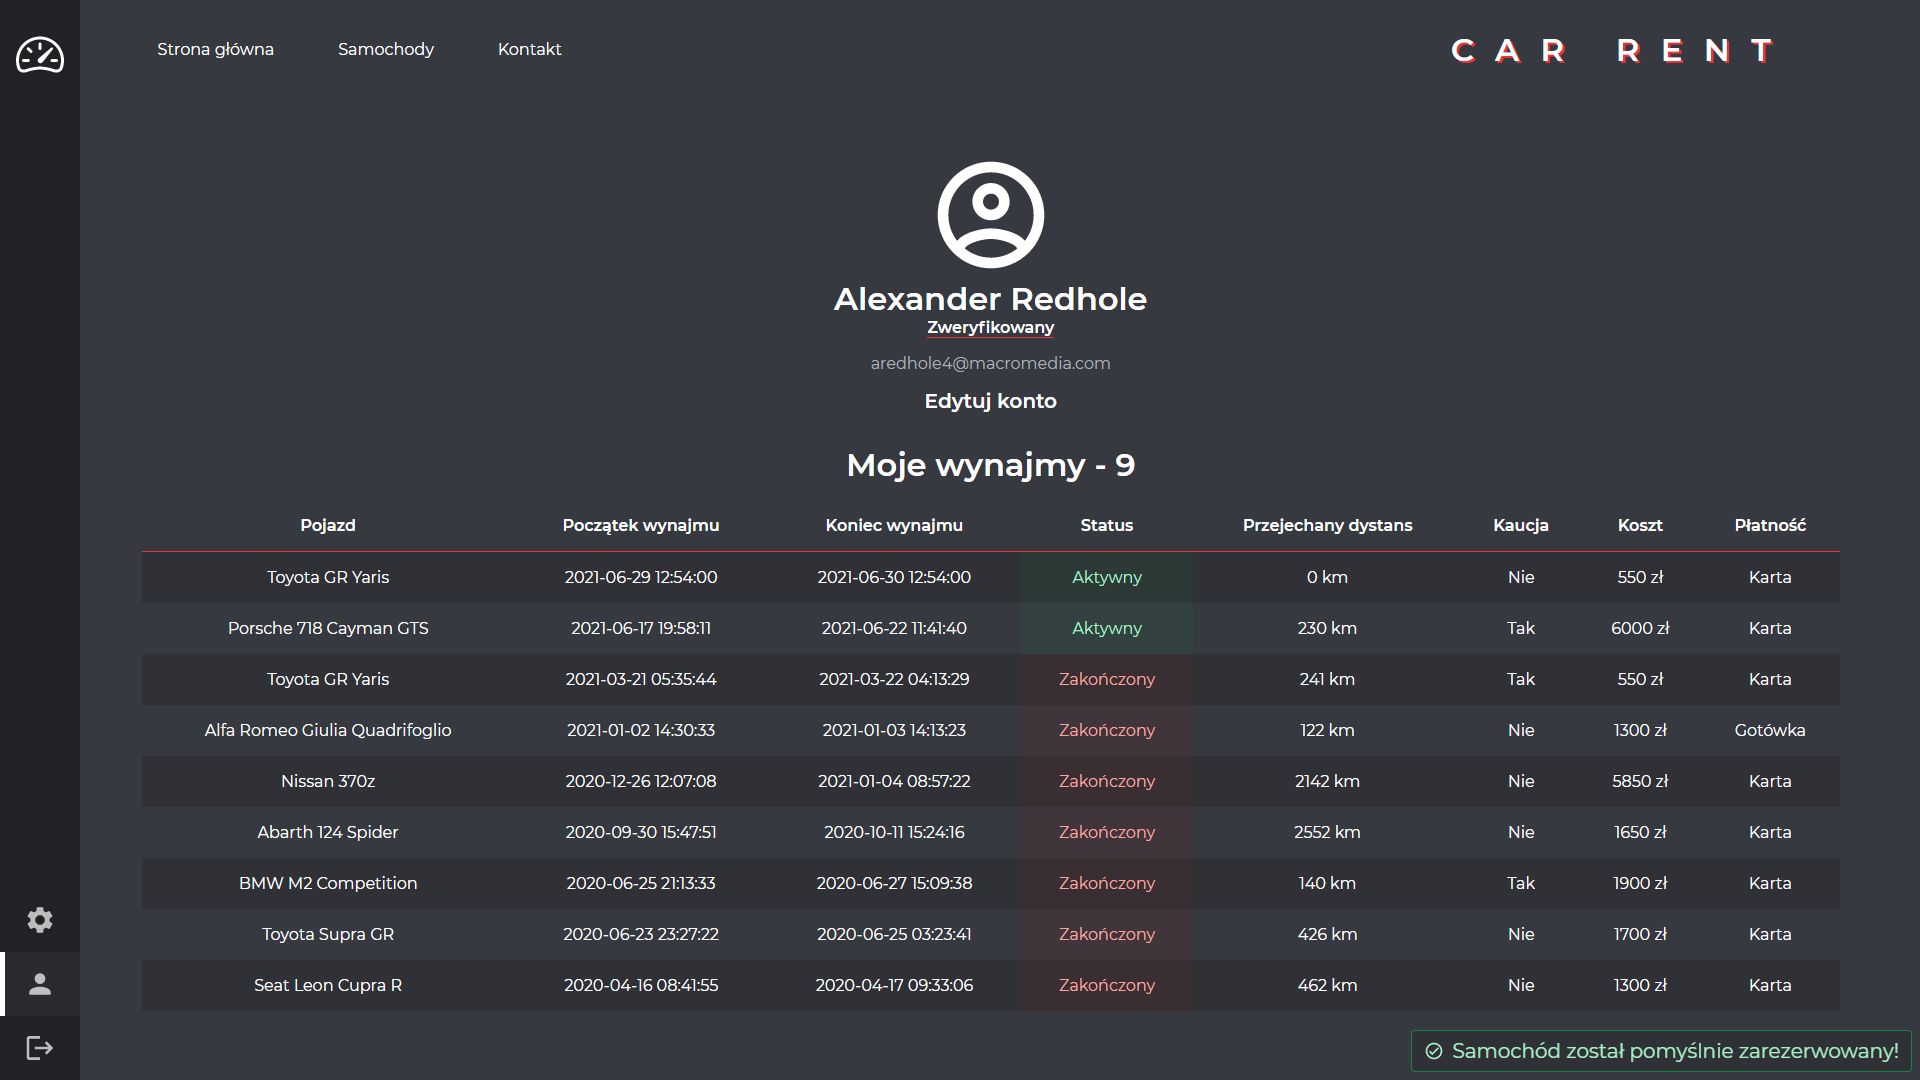 Strona główna Samochody Kontakt CAR RENT
Alexander Redhole
Zweryfikowany
aredhole4@macromedia.com
Edytuj konto
Moje wynajmy - 9
Pojazd Początek wynajmu Koniec wynajmu Status Przejechany dystans Kaucja Koszt Płatność
Toyota GR Yaris 2021-06-29 12:54:00 2021-06-30 12:54:00 Aktywny 0 km Nie 550 zł Karta
Porsche 718 Cayman GTS 2021-06-17 19:58:11 2021-06-22 11:41:40 Aktywny 230 km Tak 6000 zł Karta
Toyota GR Yaris 2021-03-21 05:35:44 2021-03-22 04:13:29 Zakończony 241 km Tak 550 zł Karta
Alfa Romeo Giulia Quadrifoglio 2021-01-02 14:30:33 2021-01-03 14:13:23 Zakończony 122 km Nie 1300 zł Gotówka
Nissan 370z 2020-12-26 12:07:08 2021-01-04 08:57:22 Zakończony 2142 km Nie 5850 zł Karta
Abarth 124 Spider 2020-09-30 15:47:51 2020-10-11 15:24:16 Zakończony 2552 km Nie 1650 zł Karta
BMW M2 Competition 2020-06-25 21:13:33 2020-06-27 15:09:38 Zakończony 140 km Tak 1900 zł Karta
Toyota Supra GR 2020-06-23 23:27:22 2020-06-25 03:23:41 Zakończony 426 km Nie 1700 zł Karta
Seat Leon Cupra R 2020-04-16 08:41:55 2020-04-17 09:33:06 Zakończony 462 km Nie 1300 zł Karta
Samochód został pomyślnie zarezerwowany!